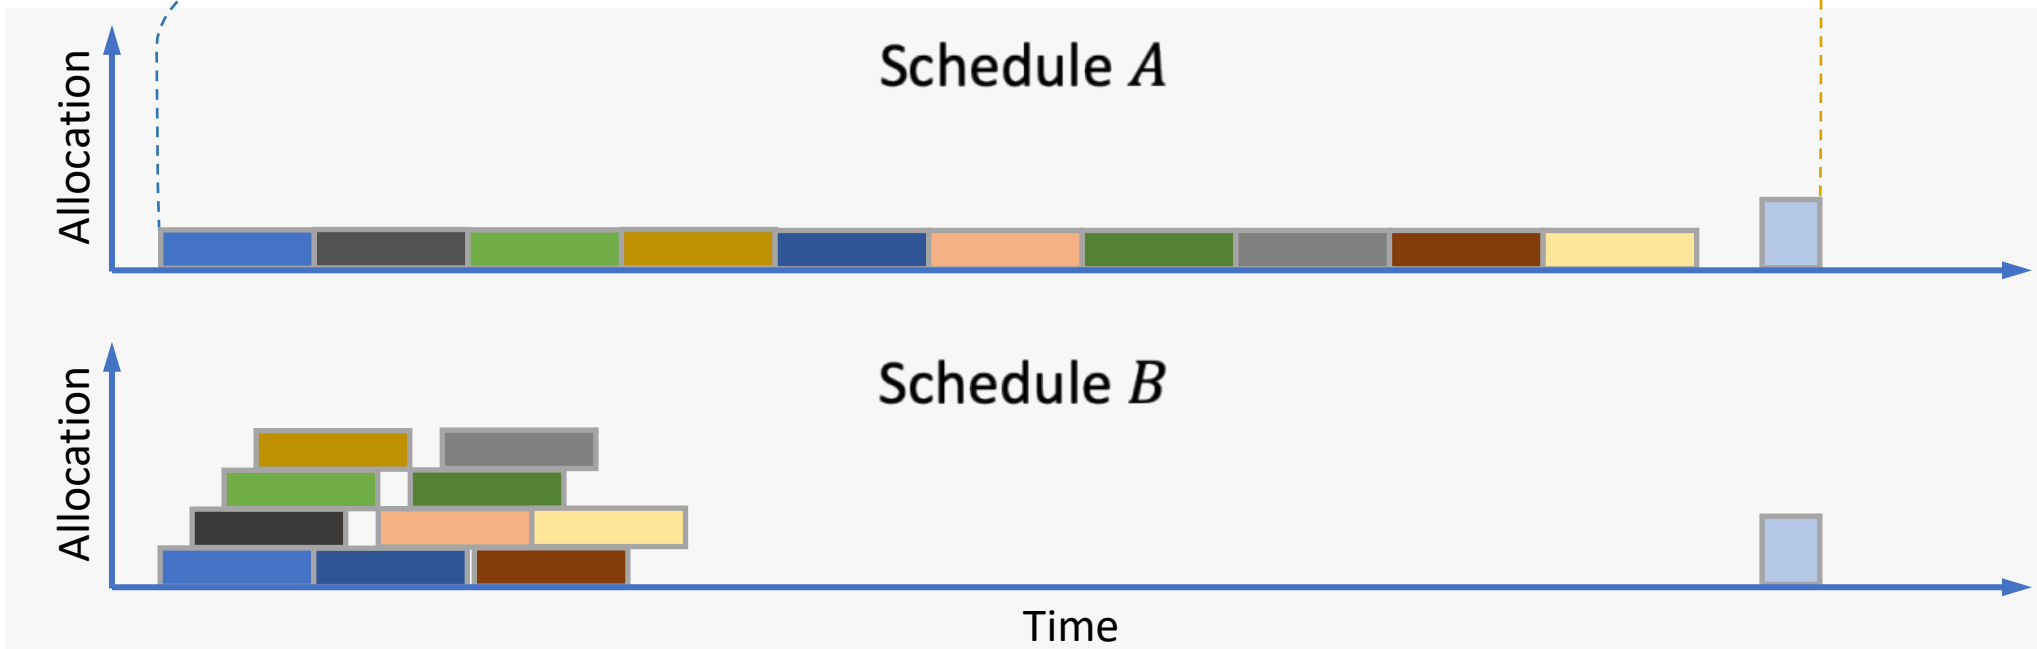 Schedule A
Allocation
Schedule B
Allocation
Time